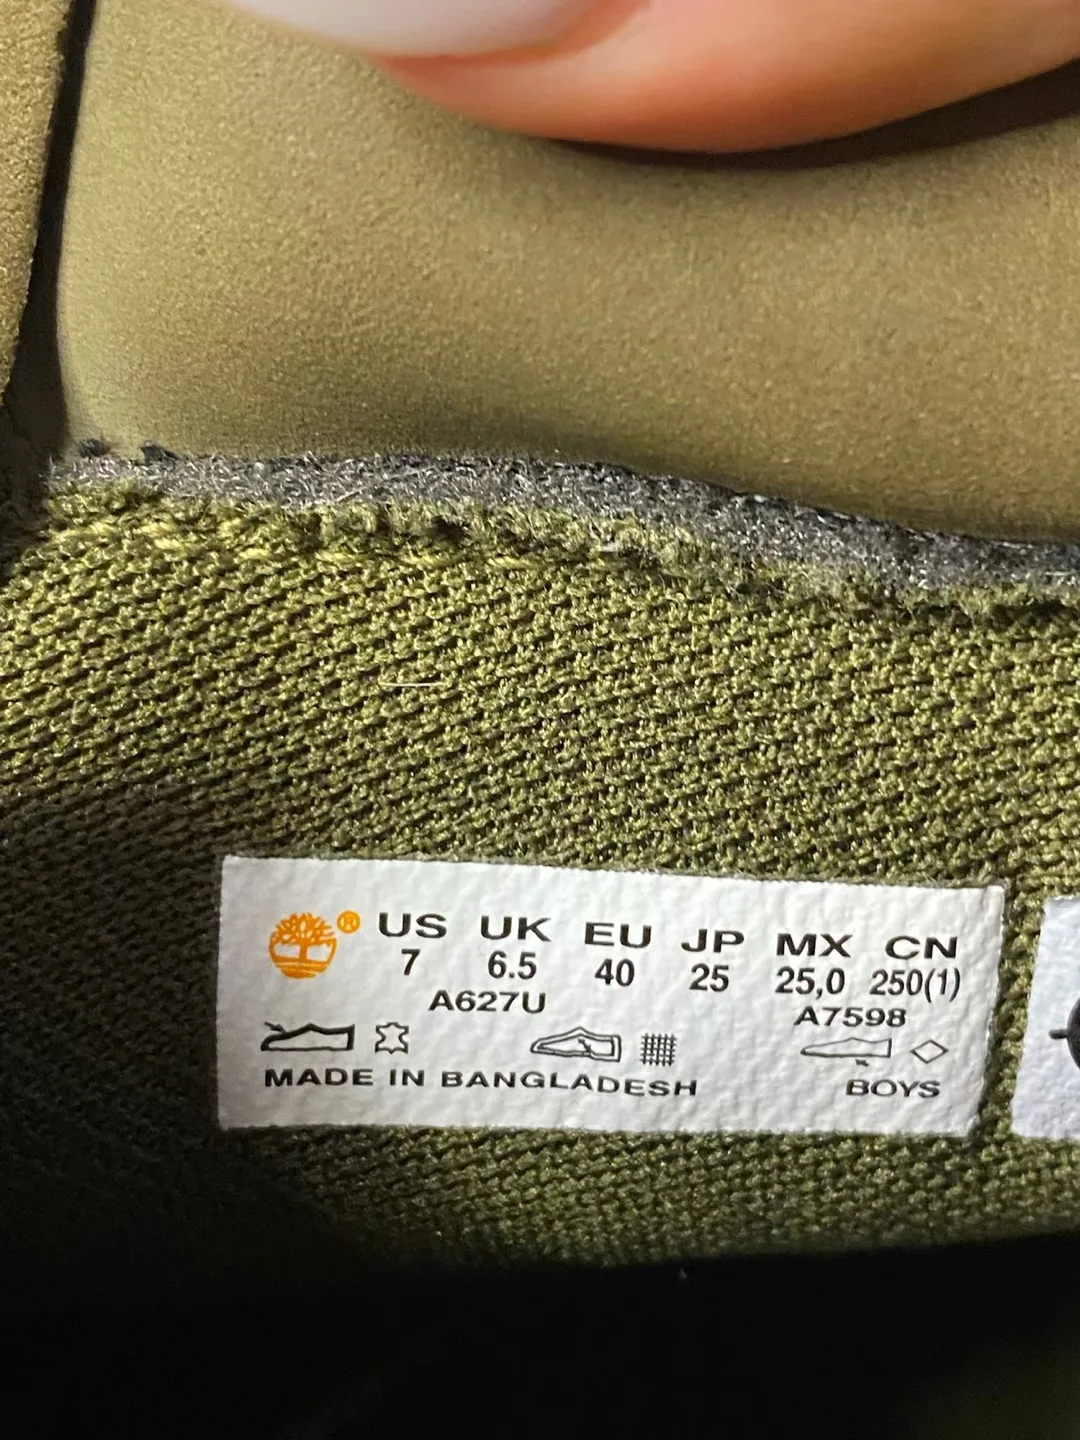 ® US UK EU JP MX CN
7 6.5 40 25 25,0 250(1)
A627U A7598
MADE IN BANGLADESH BOYS